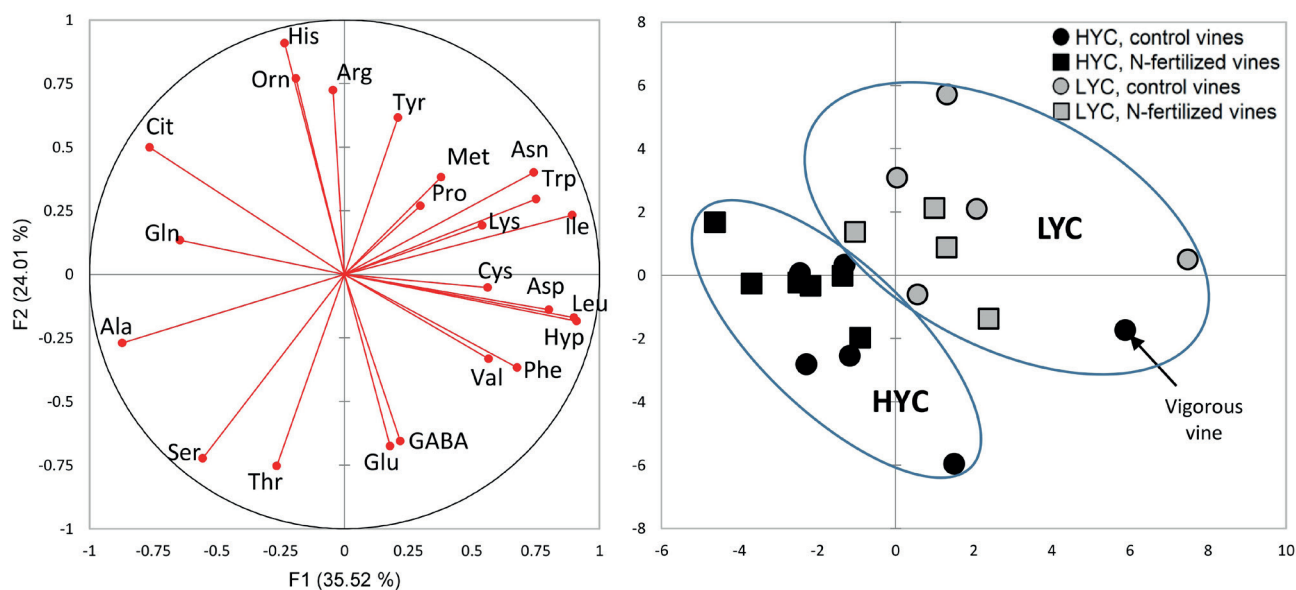 1
0.75
0.5
0.25
0
-0.25
-0.5
-0.75
-1
F2 (24.01 %)
His
Orn
Arg
Tyr
Cit
Met
Asn
Pro
Trp
Gln
Lys
Ile
Cys
Asp
Leu
Ala
Hyp
Val
Phe
Ser
GABA
Glu
Thr
-1
-0.75
-0.5
-0.25
0
0.25
0.5
0.75
1
F1 (35.52 %)
8
6
4
2
0
-2
-4
-6
-8
HYC, control vines
HYC, N-fertilized vines
LYC, control vines
LYC, N-fertilized vines
LYC
HYC
Vigorous
vine
-6
-4
-2
0
2
4
6
8
10